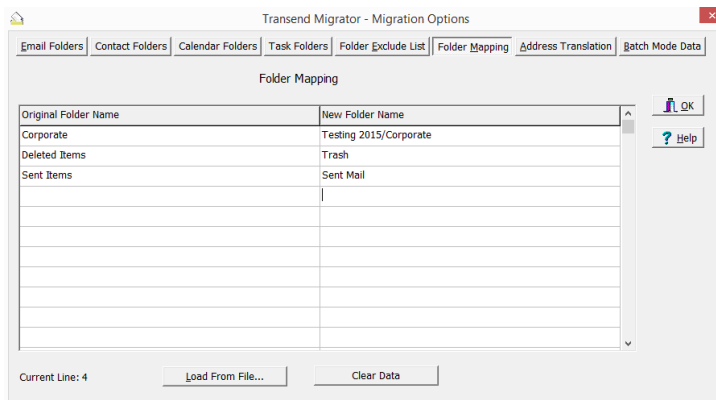 Transend Migrator - Migration Options
Email Folders Contact Folders Calendar Folders Task Folders Folder Exclude List Folder Mapping Address Translation Batch Mode Data
Folder Mapping
OK
Original Folder Name New Folder Name
Corporate Testing 2015/Corporate
? Help
Deleted Items Trash
Sent Items Sent Mail
Current Line: 4 Load From File... Clear Data